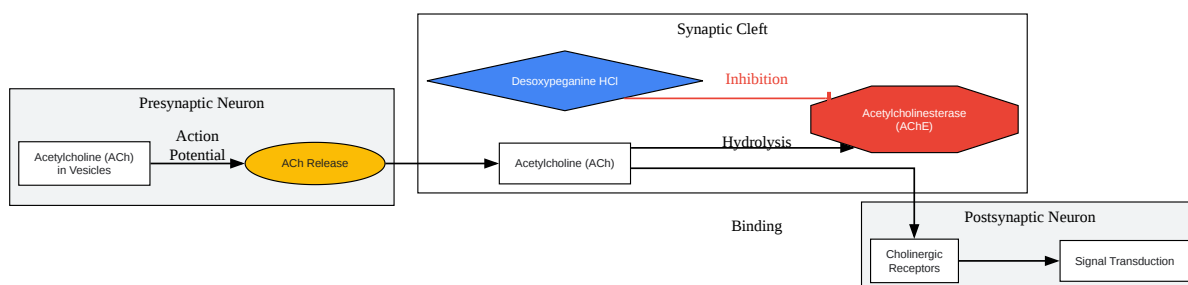 Synaptic Cleft
Desoxypeganine HCl
Inhibition
Acetylcholinesterase
(AChE)
Presynaptic Neuron
Acetylcholine (ACh)
in Vesicles
Action
Potential
ACh Release
Acetylcholine (ACh)
Hydrolysis
Binding
Postsynaptic Neuron
Cholinergic
Receptors
Signal Transduction